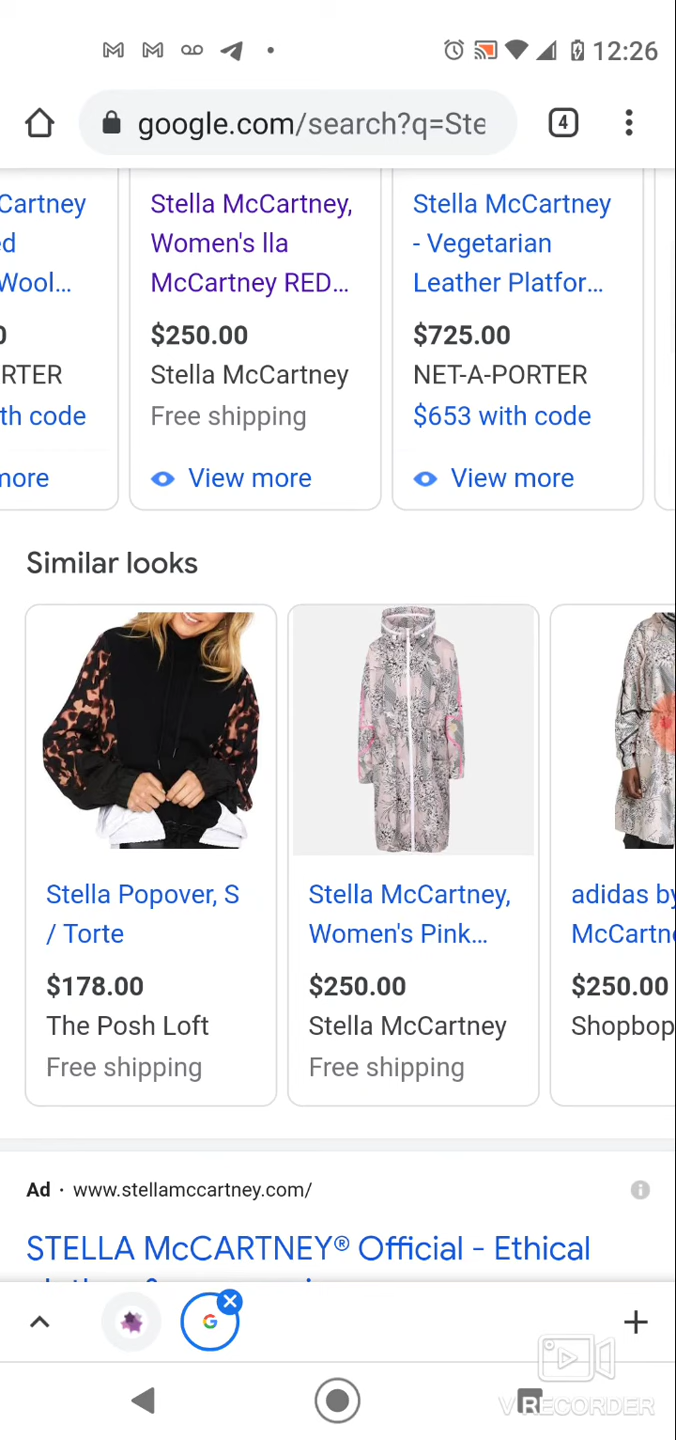 12:26
google.com/search?q=Ste
4
Cartney
ed
Wool...
0
RTER
th code
more
Stella McCartney,
Women's lla
McCartney RED...
$250.00
Stella McCartney
Free shipping
View more
Stella McCartney
- Vegetarian
Leather Platfor...
$725.00
NET-A-PORTER
$653 with code
View more
Similar looks
Stella Popover, S
/ Torte
$178.00
The Posh Loft
Free shipping
Stella McCartney,
Women's Pink...
$250.00
Stella McCartney
Free shipping
adidas by
McCartn
$250.00
Shopbop
Ad · www.stellamccartney.com/
STELLA McCARTNEY® Official - Ethical
VRECORDER